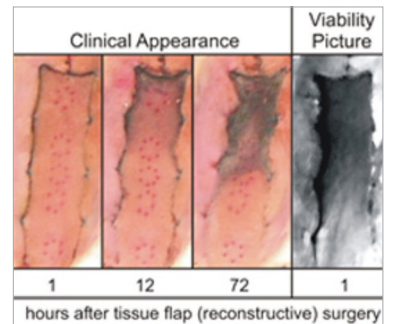 Clinical Appearance
Viability
Picture
1
12
72
1
hours after tissue flap (reconstructive) surgery